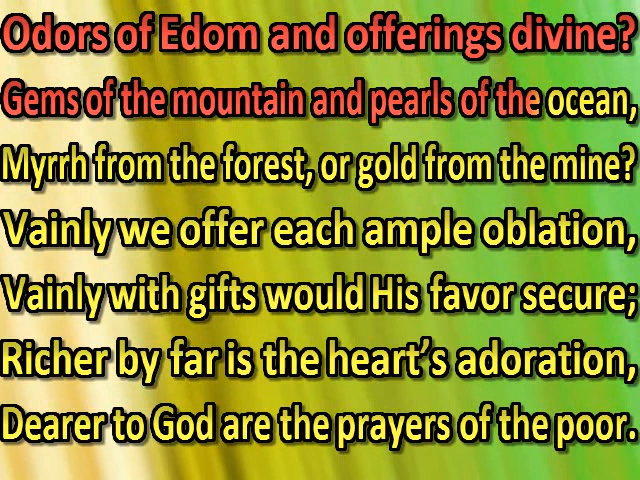 Odors of Edom and offerings divine?
Gems of the mountain and pearls of the ocean,
Myrrh from the forest, or gold from the mine?
Vainly we offer each ample oblation,
Vainly with gifts would His favor secure;
Richer by far is the heart’s adoration,
Dearer to God are the prayers of the poor.